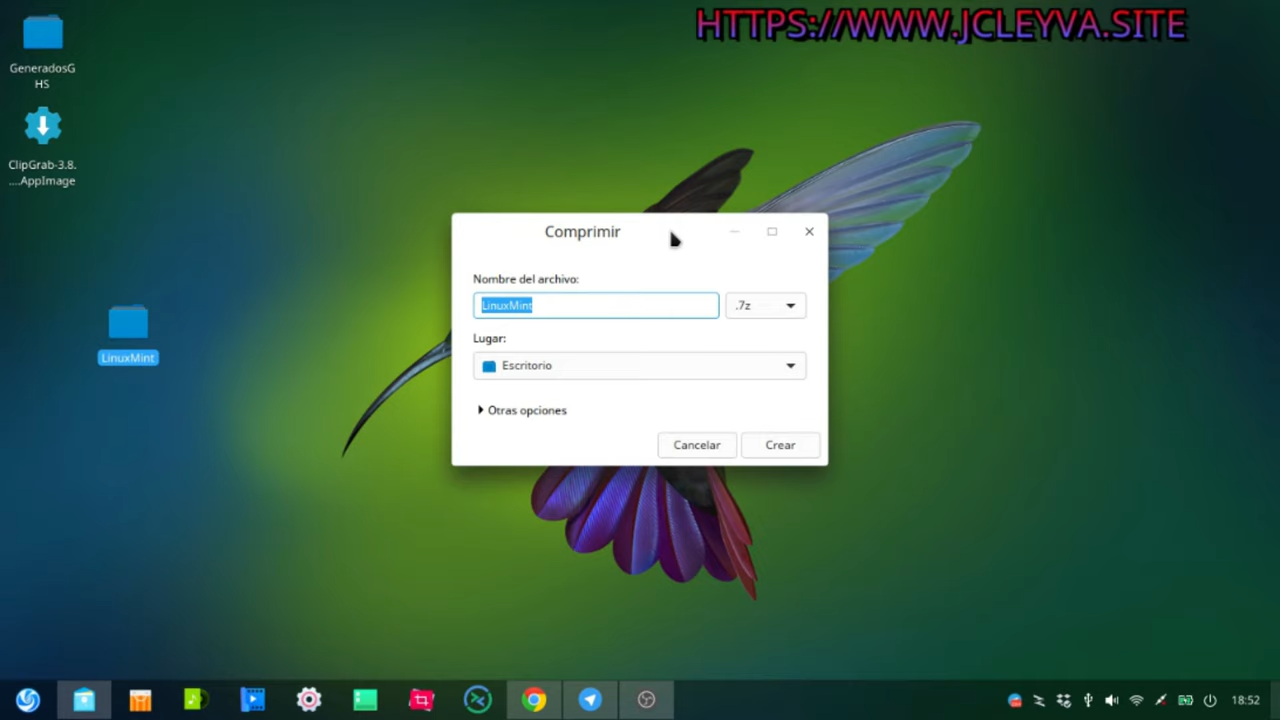 HTTPS://WWW.JCLEYVA.SITE
GeneradosG
HS
ClipGrab-3.8.
....AppImage
LinuxMint
Comprimir
Nombre del archivo:
LinuxMint
.7z
Lugar:
Escritorio
Otras opciones
Cancelar
Crear
18:52